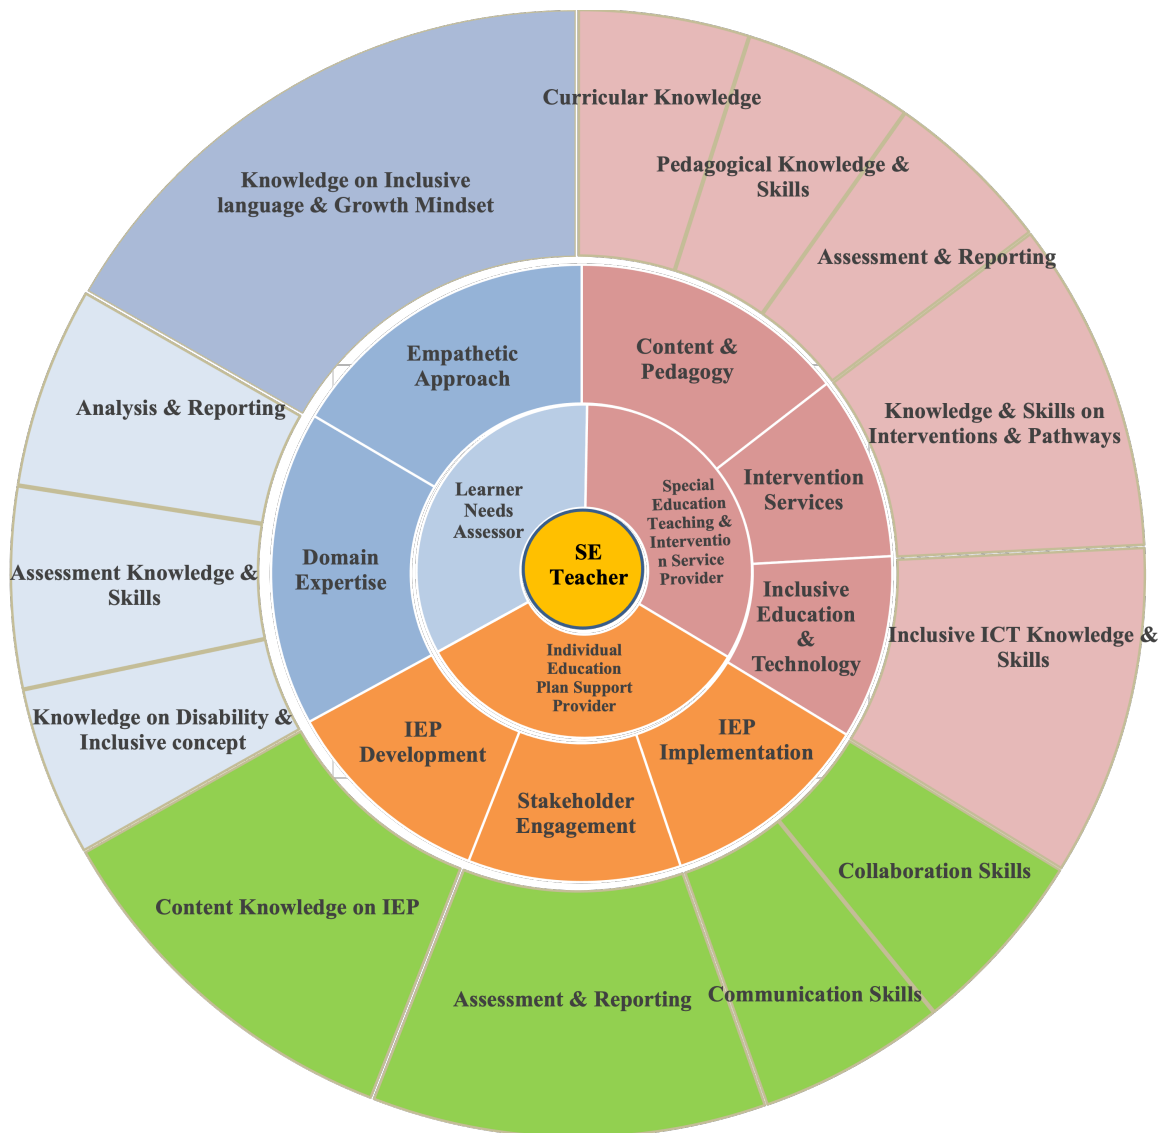 Curricular Knowledge
Pedagogical Knowledge &
Skills
Assessment & Reporting
Knowledge & Skills on
Interventions & Pathways
Inclusive ICT Knowledge &
Skills
Collaboration Skills
Communication Skills
Assessment & Reporting
Content Knowledge on IEP
Knowledge on Disability &
Inclusive concept
Assessment Knowledge &
Skills
Analysis & Reporting
Knowledge on Inclusive
language & Growth Mindset
Content &
Pedagogy
Intervention
Services
Inclusive
Education
&
Technology
IEP
Implementation
Stakeholder
Engagement
IEP
Development
Domain
Expertise
Empathetic
Approach
Learner
Needs
Assessor
Special
Education
Teaching &
Interventio
n Service
Provider
Individual
Education
Plan Support
Provider
SE
Teacher